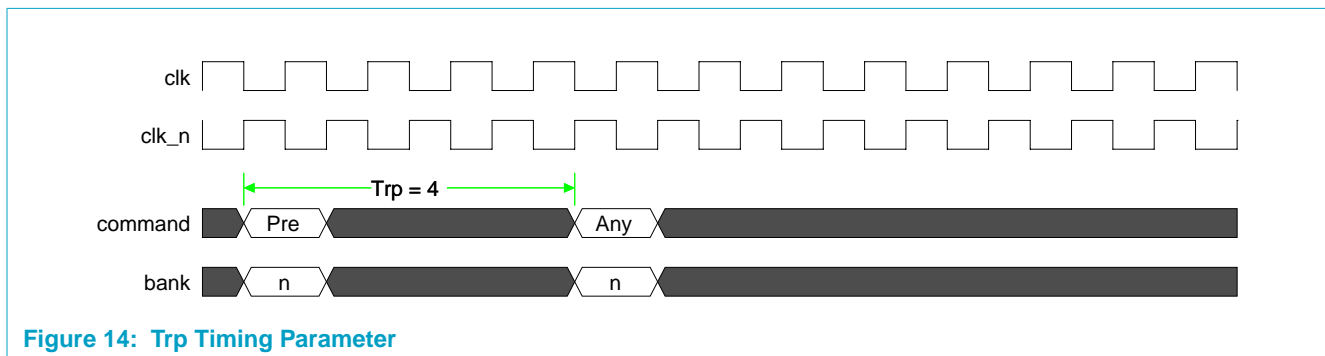 clk
clk_n
Trp = 4
command Pre Any
bank n n
Figure 14: Trp Timing Parameter